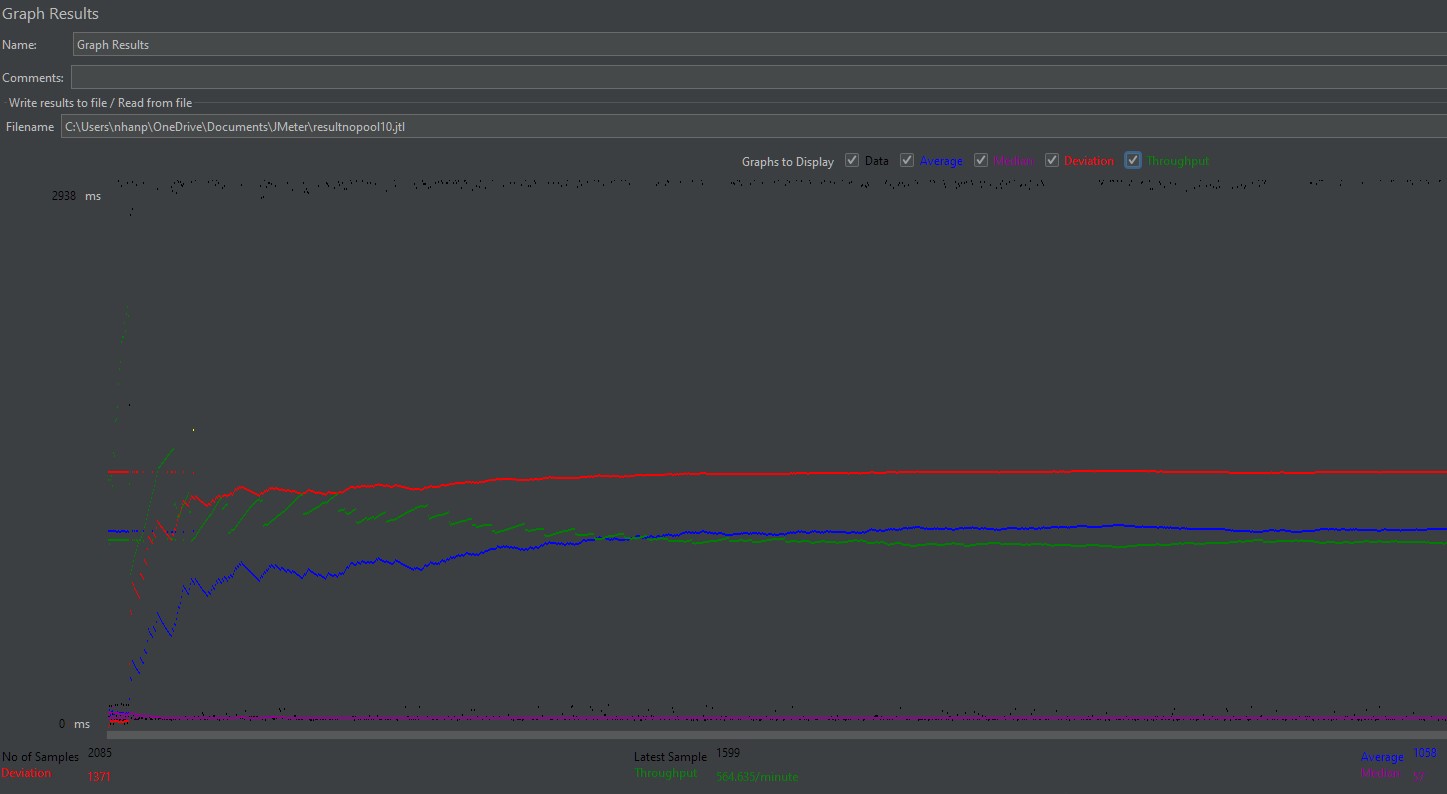 Graph Results
Name: Graph Results
Comments:
Write results to file / Read from file
Filename C:\Users\nhanp\OneDrive\Documents\JMeter\resultnopool10.jtl
Graphs to Display Data Average Median Deviation Throughput
2938 ms
0 ms
No of Samples 2085 Latest Sample 1599 Average 1058
Deviation 1371 Throughput 564.635/minute Median